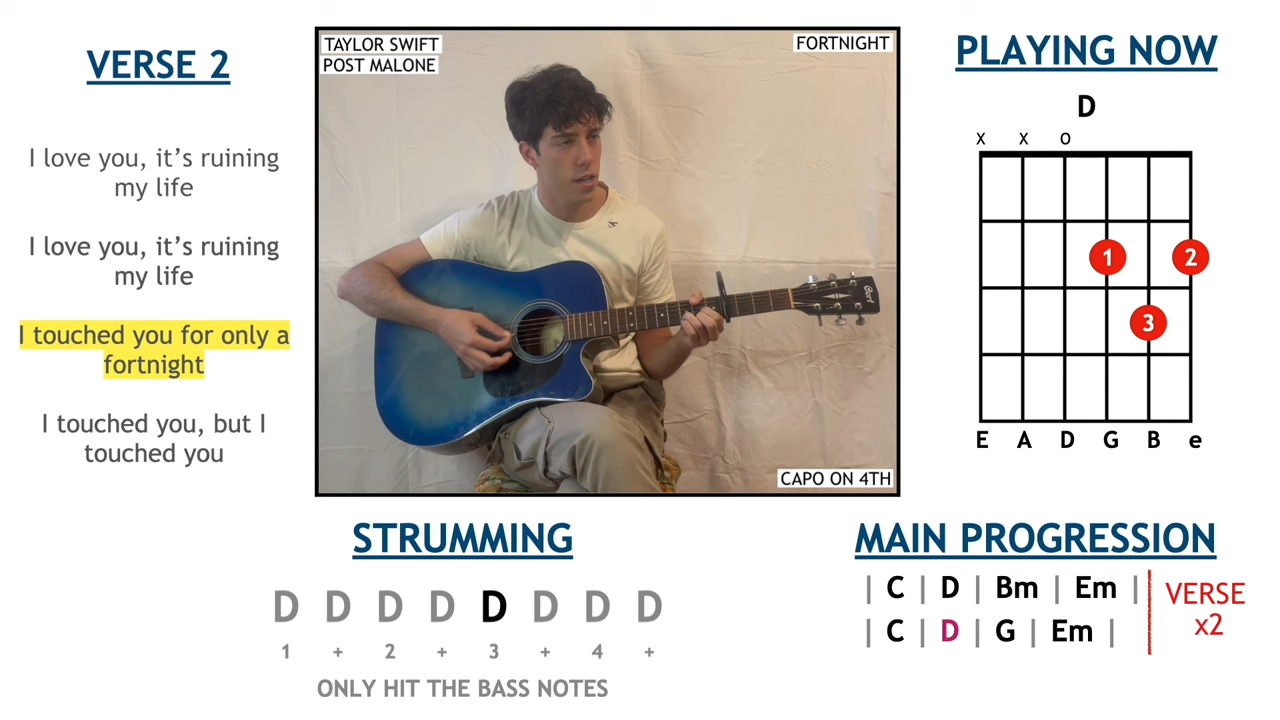 VERSE 2
I love you, it's ruining
my life
I love you, it's ruining
my life
I touched you for only a
fortnight
I touched you, but I
touched you
TAYLOR SWIFT
POST MALONE
FORTNIGHT
Cort
CAPO ON 4TH
PLAYING NOW
D
X X O
1 2
3
E A D G B e
STRUMMING
D D D D D D D D
1 + 2 + 3 + 4 +
ONLY HIT THE BASS NOTES
MAIN PROGRESSION
| C | D | Bm | Em |
| C | D | G | Em |
VERSE
x2